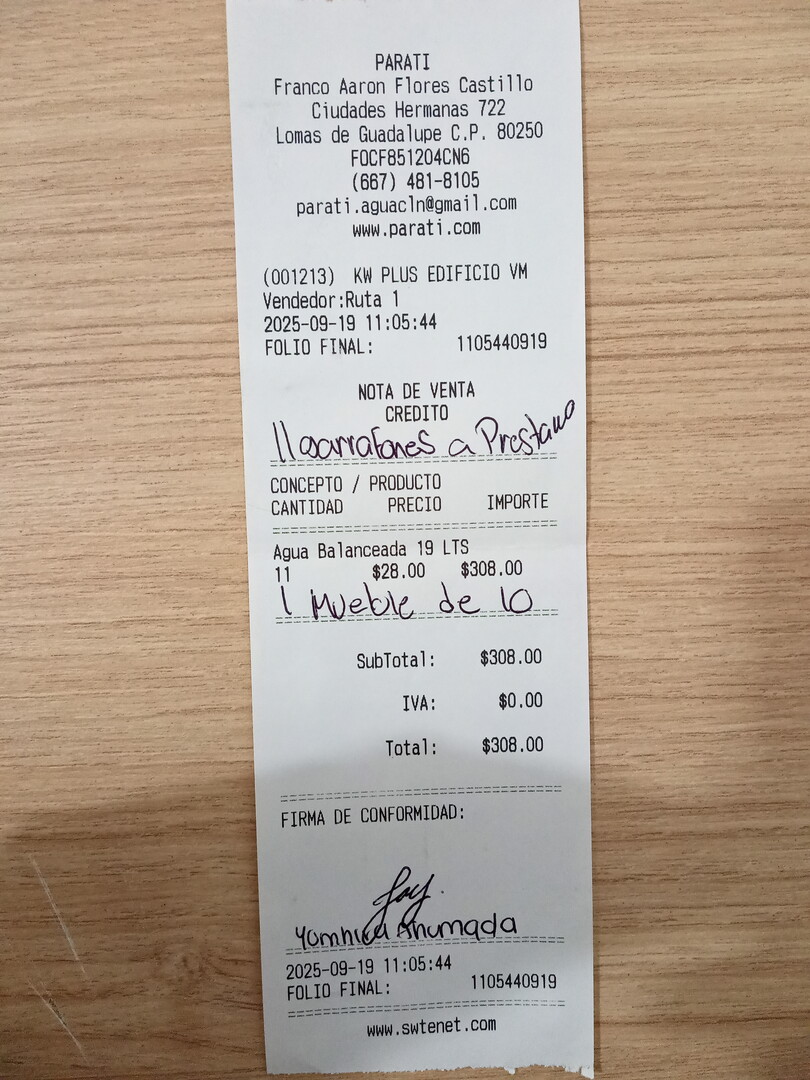 PARATI
Franco Aaron Flores Castillo
Ciudades Hermanas 722
Lomas de Guadalupe C.P. 80250
FOCF851204CN6
(667) 481-8105
parati.aguacln@gmail.com
www.parati.com
(001213) KW PLUS EDIFICIO VM
Vendedor:Ruta 1
2025-09-19 11:05:44
FOLIO FINAL: 1105440919
NOTA DE VENTA
CREDITO
11 garrafones a Prestamo
CONCEPTO / PRODUCTO
CANTIDAD PRECIO IMPORTE
Agua Balanceada 19 LTS
11 $28.00 $308.00
1 Mueble de 10
SubTotal: $308.00
IVA: $0.00
Total: $308.00
FIRMA DE CONFORMIDAD:
Ahumada
2025-09-19 11:05:44
FOLIO FINAL: 1105440919
www.swtenet.com